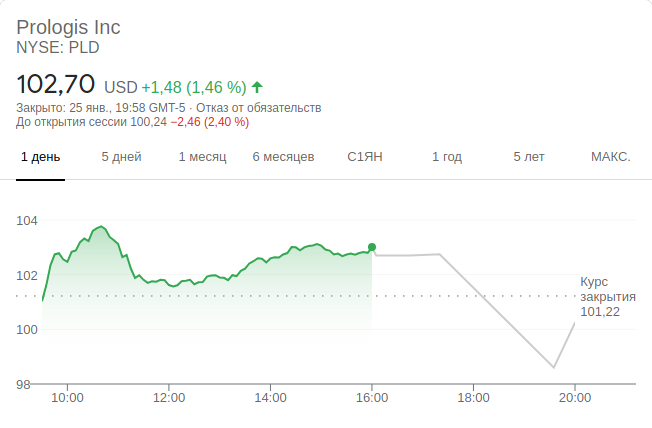 Prologis Inc
NYSE: PLD
102,70 USD +1,48 (1,46 %)
Закрыто: 25 янв., 19:58 GMT-5 · Отказ от обязательств
До открытия сессии 100,24 −2,46 (2,40 %)
1 день 5 дней 1 месяц 6 месяцев С1ЯН 1 год 5 лет МАКС.
104
102
Курс
закрытия
101,22
100
98
10:00 12:00 14:00 16:00 18:00 20:00